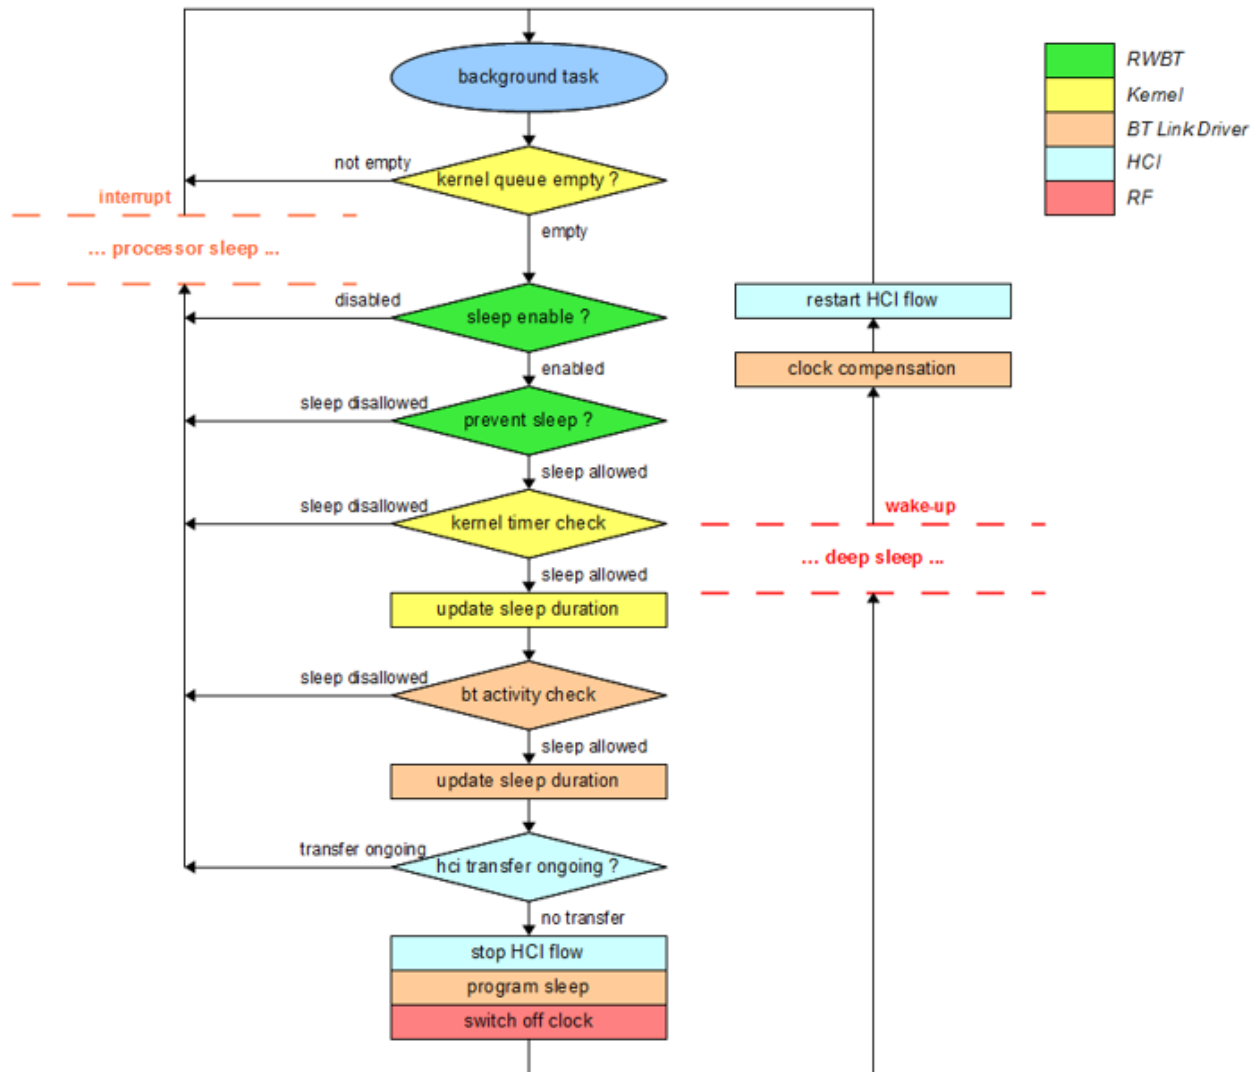 background task
RWBT
Kernel
BT Link Driver
HCI
RF
not empty
kernel queue empty ?
interrupt
empty
... processor sleep ...
disabled
sleep enable ?
restart HCI flow
enabled
clock compensation
sleep disallowed
prevent sleep ?
sleep allowed
sleep disallowed
kernel timer check
wake-up
sleep allowed
... deep sleep ...
update sleep duration
sleep disallowed
bt activity check
sleep allowed
update sleep duration
transfer ongoing
hci transfer ongoing ?
no transfer
stop HCI flow
program sleep
switch off clock